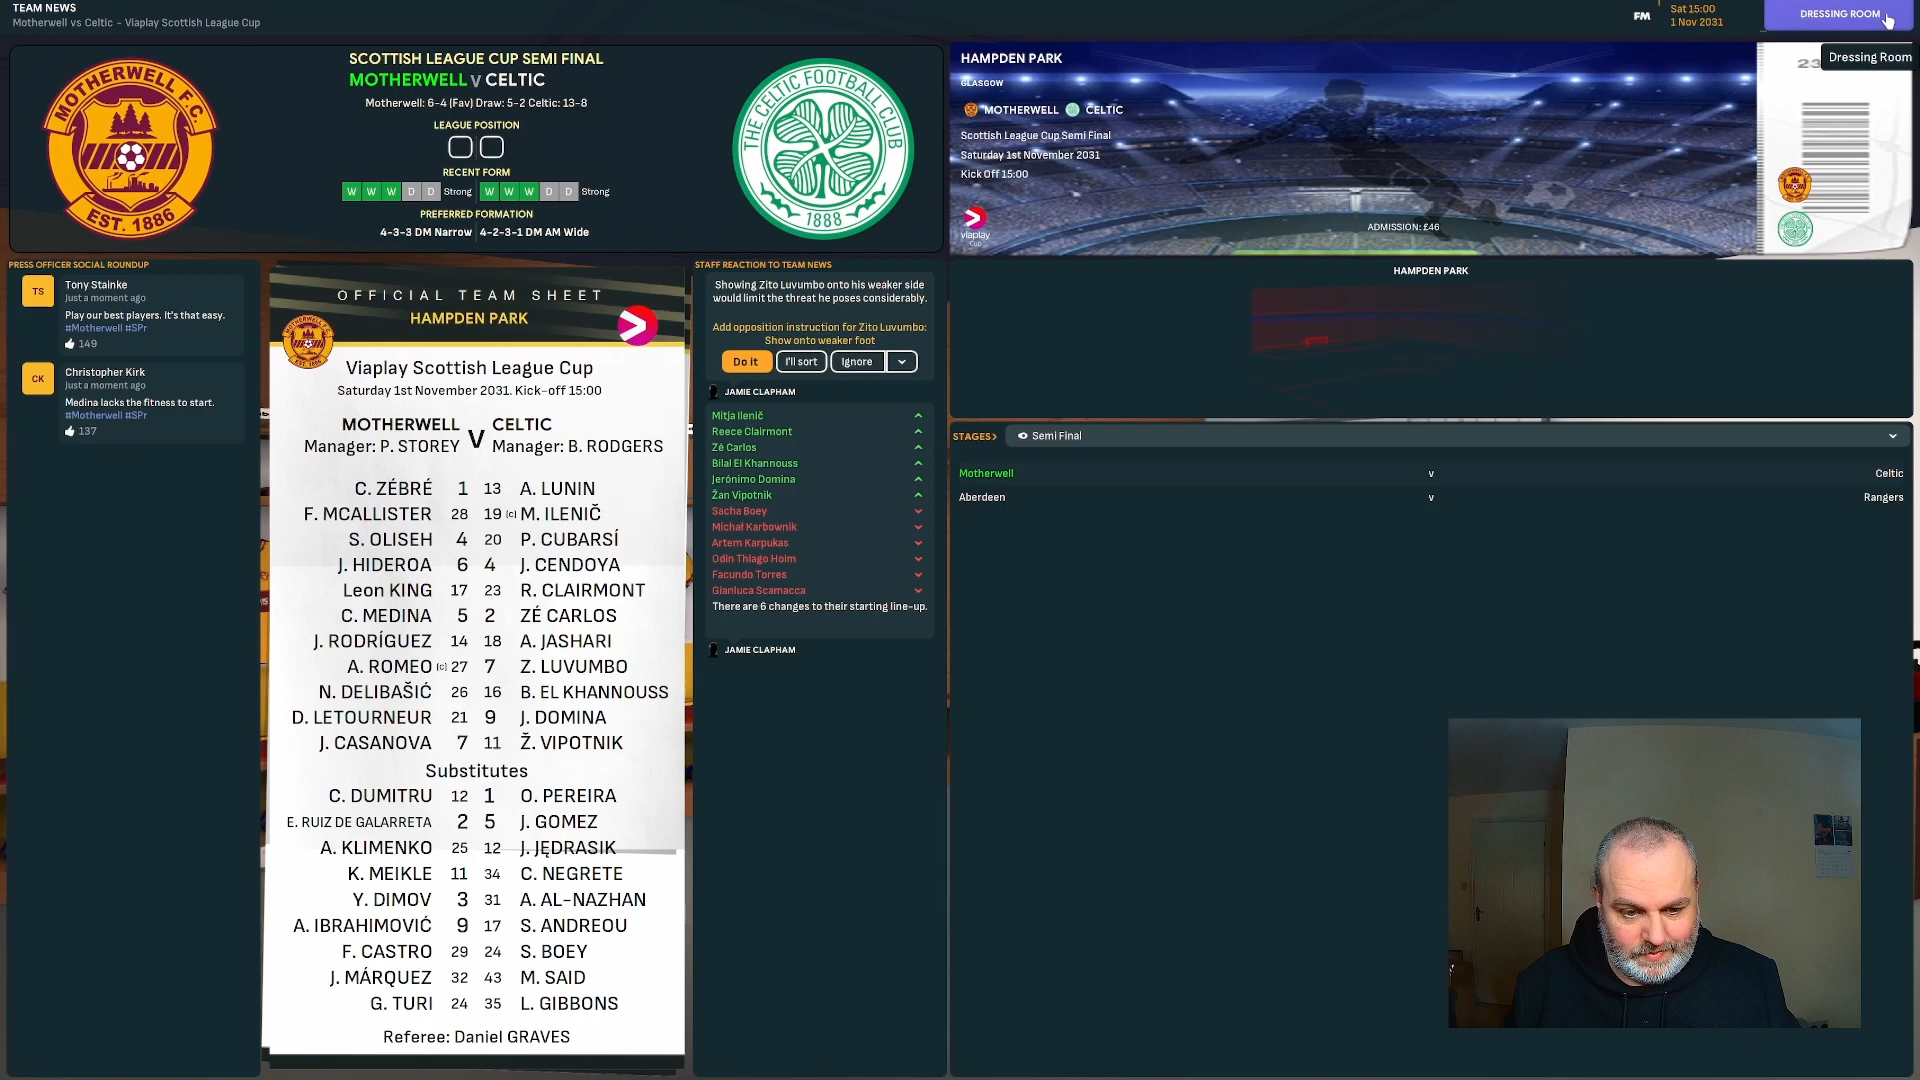 TEAM NEWS
Motherwell vs Celtic - Viaplay Scottish League Cup
FM
Sat 15:00
1 Nov 2031
DRESSING ROOM
Dressing Room
MOTHERWELL F.C.
EST. 1886
SCOTTISH LEAGUE CUP SEMI FINAL
MOTHERWELL v CELTIC
Motherwell: 6-4 (Fav) Draw: 5-2 Celtic: 13-8
LEAGUE POSITION
RECENT FORM
W W W D D Strong W W W D D Strong
PREFERRED FORMATION
4-3-3 DM Narrow 4-2-3-1 DM AM Wide
THE CELTIC FOOTBALL CLUB
1888
HAMPDEN PARK
GLASGOW
MOTHERWELL CELTIC
Scottish League Cup Semi Final
Saturday 1st November 2031
Kick Off 15:00
viaplay
Cup
ADMISSION: £46
23
PRESS OFFICER SOCIAL ROUNDUP
TS
Tony Stainke
Just a moment ago
Play our best players. It's that easy.
#Motherwell #SPr
149
CK
Christopher Kirk
Just a moment ago
Medina lacks the fitness to start.
#Motherwell #SPr
137
OFFICIAL TEAM SHEET
HAMPDEN PARK
Viaplay Scottish League Cup
Saturday 1st November 2031. Kick-off 15:00
MOTHERWELL V CELTIC
Manager: P. STOREY Manager: B. RODGERS
C. ZÉBRÉ 1 13 A. LUNIN
F. MCALLISTER 28 19 (c) M. ILENIČ
S. OLISEH 4 20 P. CUBARSÍ
J. HIDEROA 6 4 J. CENDOYA
Leon KING 17 23 R. CLAIRMONT
C. MEDINA 5 2 ZÉ CARLOS
J. RODRÍGUEZ 14 18 A. JASHARI
A. ROMEO (c) 27 7 Z. LUVUMBO
N. DELIBAŠIĆ 26 16 B. EL KHANNOUSS
D. LETOURNEUR 21 9 J. DOMINA
J. CASANOVA 7 11 Ž. VIPOTNIK
Substitutes
C. DUMITRU 12 1 O. PEREIRA
E. RUIZ DE GALARRETA 2 5 J. GOMEZ
A. KLIMENKO 25 12 J. JĘDRASIK
K. MEIKLE 11 34 C. NEGRETE
Y. DIMOV 3 31 A. AL-NAZHAN
A. IBRAHIMOVIĆ 9 17 S. ANDREOU
F. CASTRO 29 24 S. BOEY
J. MÁRQUEZ 32 43 M. SAID
G. TURI 24 35 L. GIBBONS
Referee: Daniel GRAVES
STAFF REACTION TO TEAM NEWS
Showing Zito Luvumbo onto his weaker side
would limit the threat he poses considerably.
Add opposition instruction for Zito Luvumbo:
Show onto weaker foot
Do it I'll sort Ignore
JAMIE CLAPHAM
Mitja Ilenič
Reece Clairmont
Zé Carlos
Bilal El Khannouss
Jerónimo Domina
Žan Vipotnik
Sacha Boey
Michał Karbownik
Artem Karpukas
Odin Thiago Holm
Facundo Torres
Gianluca Scamacca
There are 6 changes to their starting line-up.
JAMIE CLAPHAM
HAMPDEN PARK
STAGES> Semi Final
Motherwell v Celtic
Aberdeen v Rangers